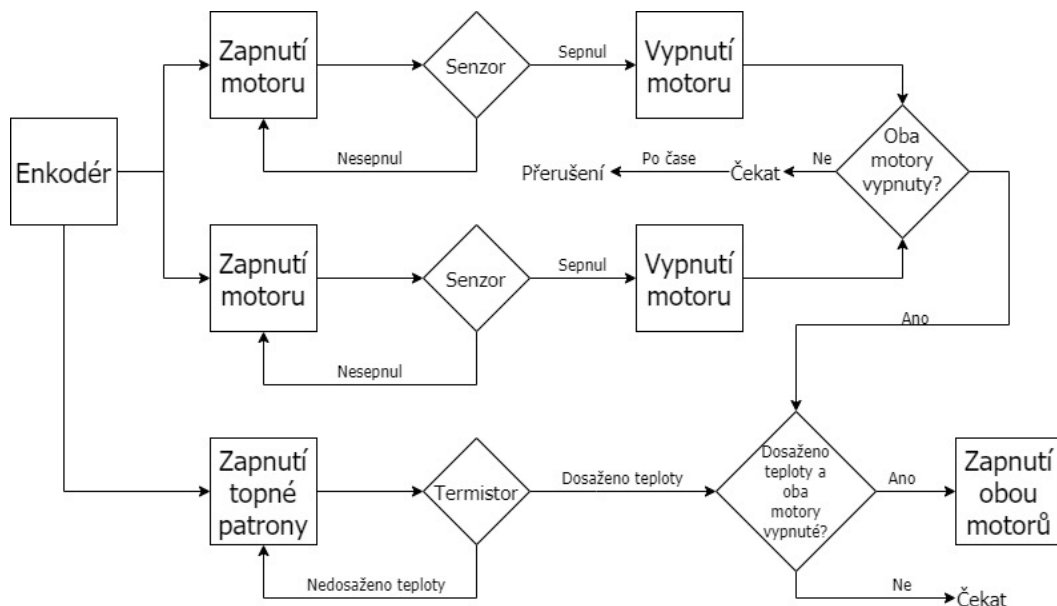 Zapnutí
motoru
Senzor
Sepnul
Vypnutí
motoru
Nesepnul
Enkodér
Oba
motory
vypnuty?
Ne
Čekat
Po čase
Přerušení
Zapnutí
motoru
Senzor
Sepnul
Vypnutí
motoru
Nesepnul
Ano
Zapnutí
topné
patrony
Termistor
Dosaženo teploty
Nedosaženo teploty
Dosaženo
teploty a
oba
motory
vypnuté?
Ano
Zapnutí
obou
motorů
Ne
Čekat